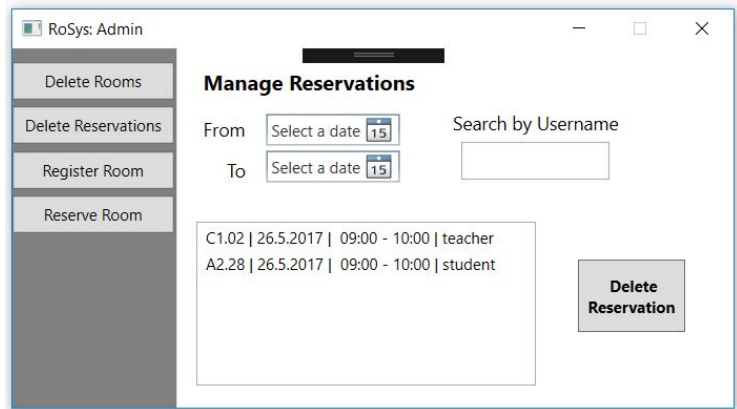 RoSys: Admin
Delete Rooms
Delete Reservations
Register Room
Reserve Room
Manage Reservations
From
Select a date 15
To
Select a date 15
Search by Username
C1.02 | 26.5.2017 | 09:00 - 10:00 | teacher
A2.28 | 26.5.2017 | 09:00 - 10:00 | student
Delete
Reservation